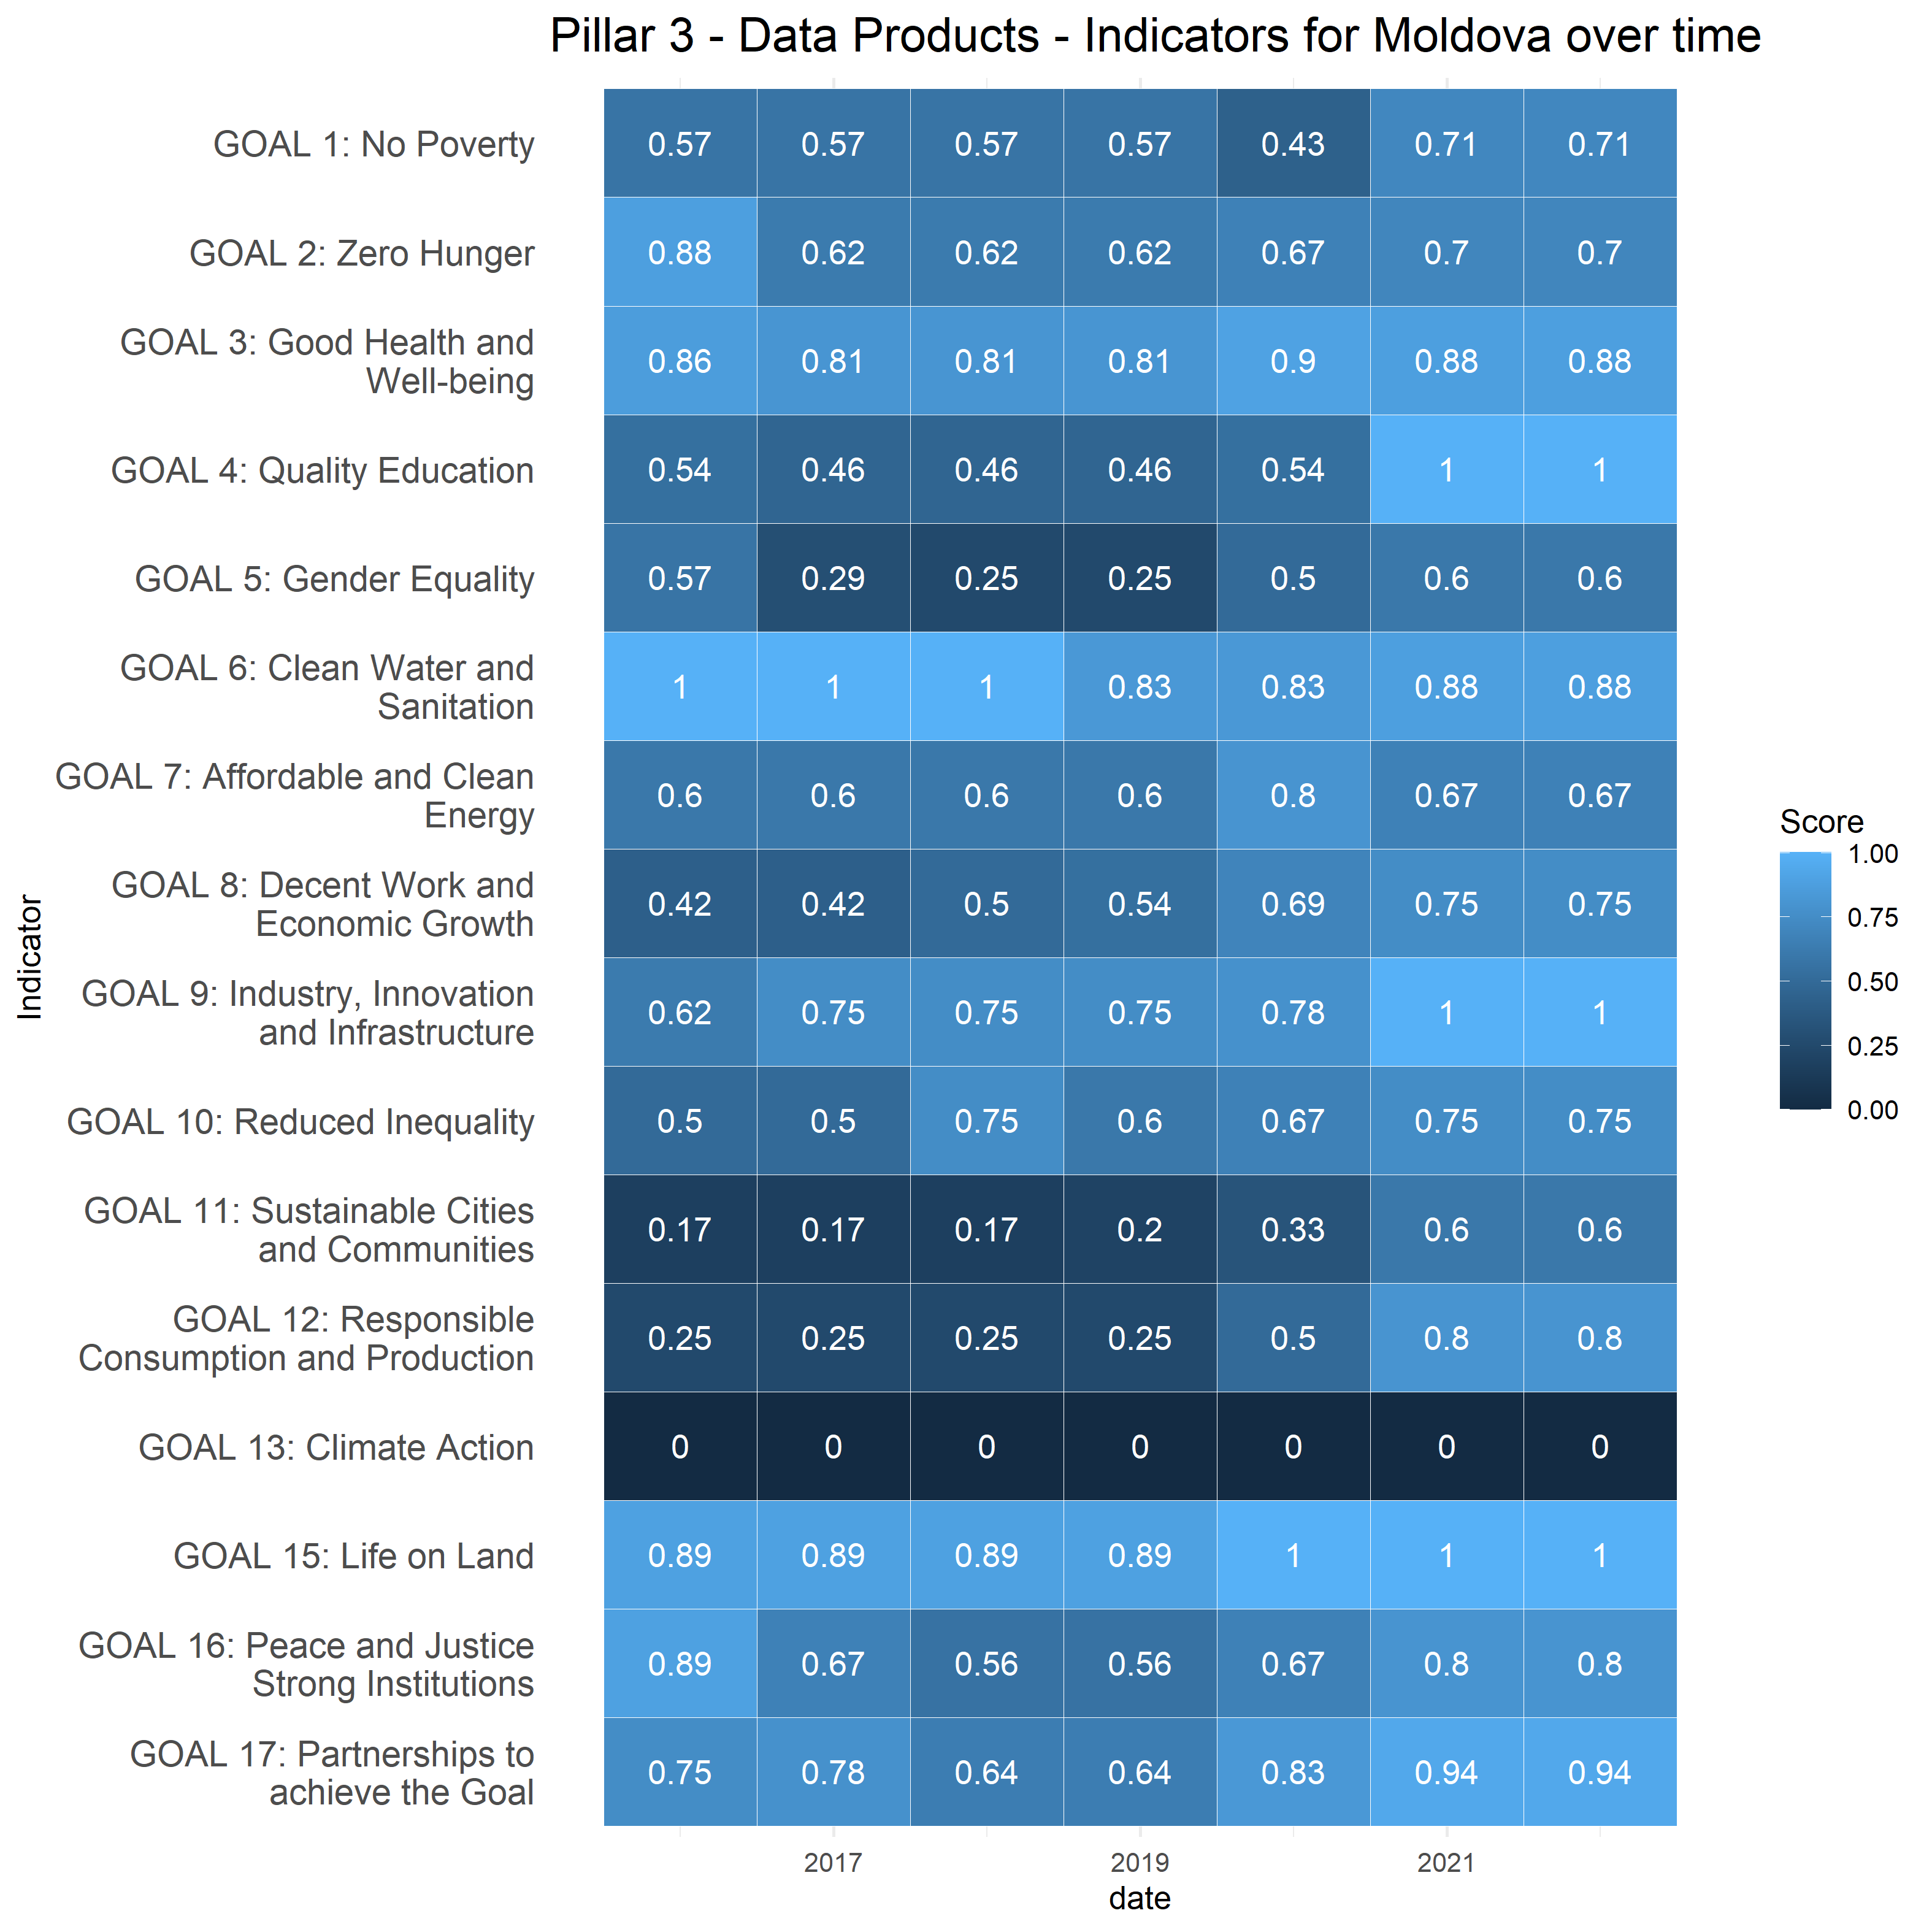 Pillar 3 - Data Products - Indicators for Moldova over time
GOAL 1: No Poverty
0.57 0.57 0.57 0.57 0.43 0.71 0.71
GOAL 2: Zero Hunger
0.88 0.62 0.62 0.62 0.67 0.7 0.7
GOAL 3: Good Health and
Well-being
0.86 0.81 0.81 0.81 0.9 0.88 0.88
GOAL 4: Quality Education
0.54 0.46 0.46 0.46 0.54 1 1
GOAL 5: Gender Equality
0.57 0.29 0.25 0.25 0.5 0.6 0.6
GOAL 6: Clean Water and
Sanitation
1 1 1 0.83 0.83 0.88 0.88
GOAL 7: Affordable and Clean
Energy
0.6 0.6 0.6 0.6 0.8 0.67 0.67
GOAL 8: Decent Work and
Economic Growth
0.42 0.42 0.5 0.54 0.69 0.75 0.75
GOAL 9: Industry, Innovation
and Infrastructure
0.62 0.75 0.75 0.75 0.78 1 1
GOAL 10: Reduced Inequality
0.5 0.5 0.75 0.6 0.67 0.75 0.75
GOAL 11: Sustainable Cities
and Communities
0.17 0.17 0.17 0.2 0.33 0.6 0.6
GOAL 12: Responsible
Consumption and Production
0.25 0.25 0.25 0.25 0.5 0.8 0.8
GOAL 13: Climate Action
0 0 0 0 0 0 0
GOAL 15: Life on Land
0.89 0.89 0.89 0.89 1 1 1
GOAL 16: Peace and Justice
Strong Institutions
0.89 0.67 0.56 0.56 0.67 0.8 0.8
GOAL 17: Partnerships to
achieve the Goal
0.75 0.78 0.64 0.64 0.83 0.94 0.94
2017 2019 2021
date
Indicator
Score
1.00
0.75
0.50
0.25
0.00